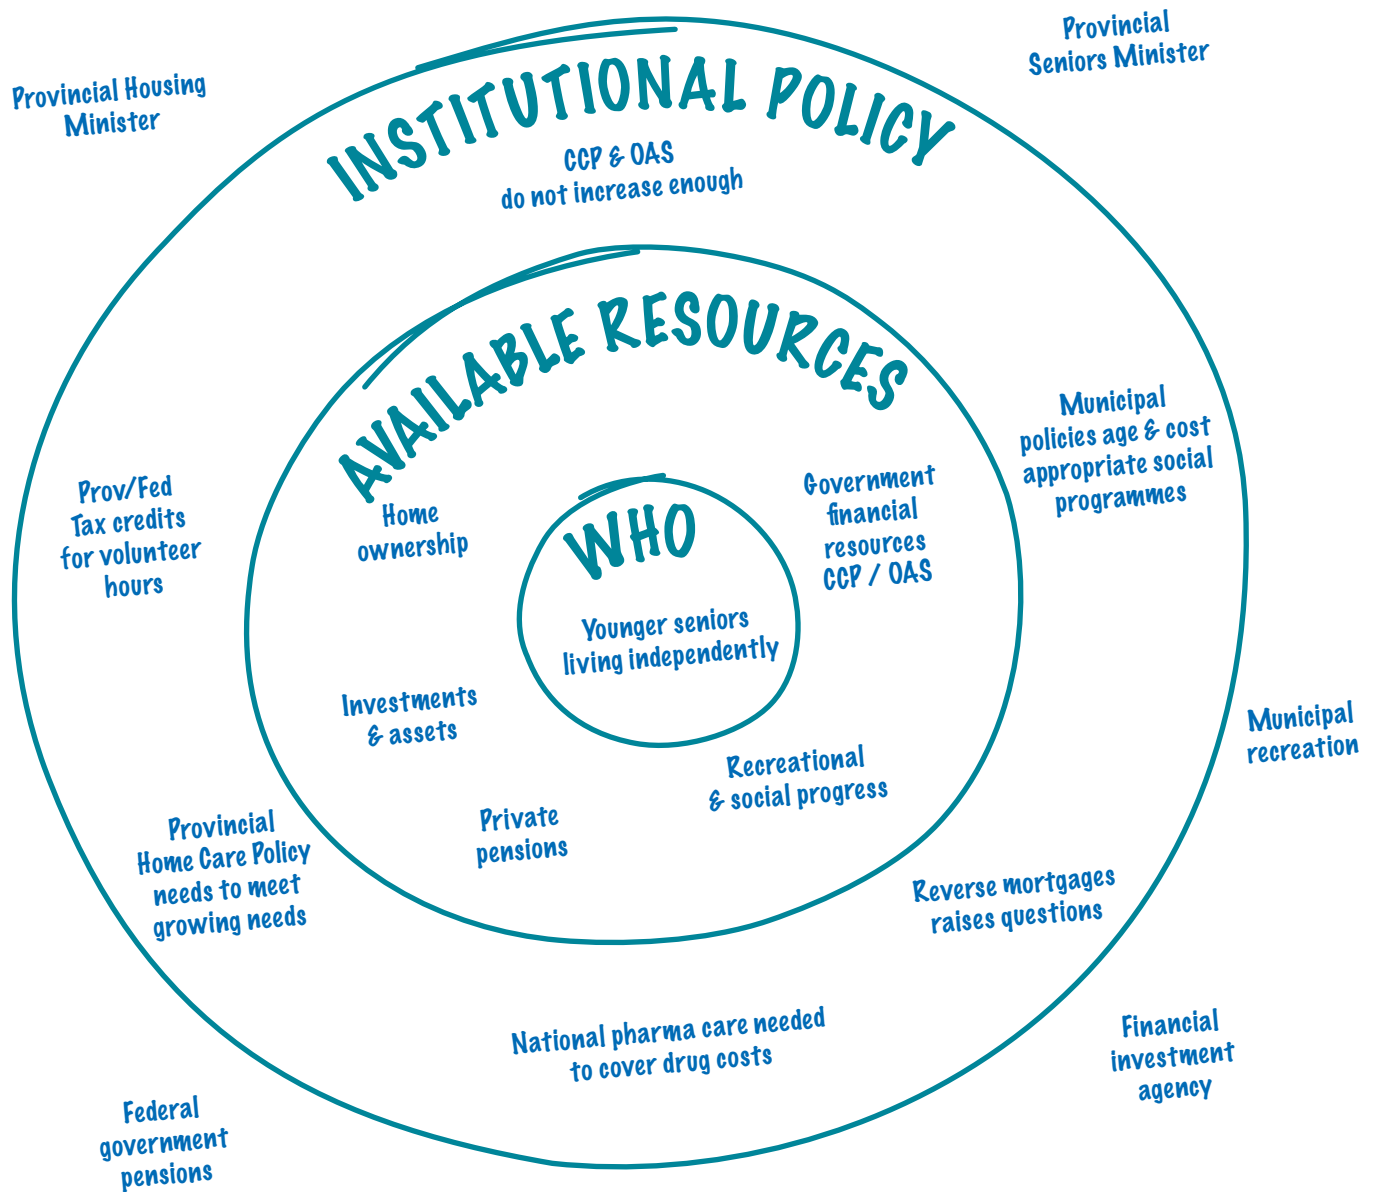 Provincial Housing
Minister
Provincial
Seniors Minister
INSTITUTIONAL POLICY
CCP & OAS
do not increase enough
AVAILABLE RESOURCES
Municipal
policies age & cost
appropriate social
programmes
Prov/Fed
Tax credits
for volunteer
hours
Home
ownership
Government
financial
resources
CCP / OAS
WHO
Younger seniors
living independently
Investments
& assets
Municipal
recreation
Recreational
& social progress
Private
pensions
Provincial
Home Care Policy
needs to meet
growing needs
Reverse mortgages
raises questions
National pharma care needed
to cover drug costs
Financial
investment
agency
Federal
government
pensions